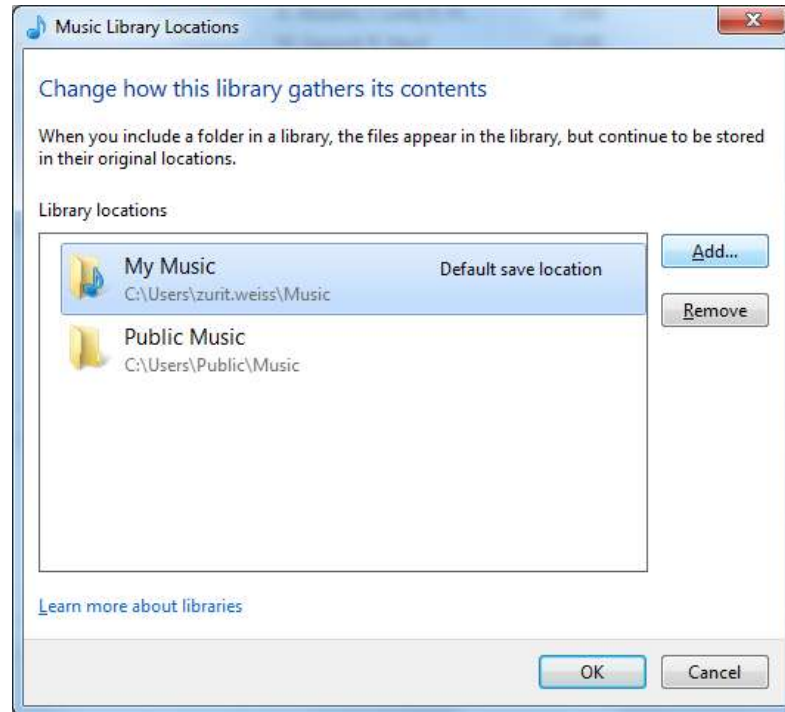 Music Library Locations
Change how this library gathers its contents
When you include a folder in a library, the files appear in the library, but continue to be stored
in their original locations.
Library locations
My Music
Default save location
C:\Users\zurit.weiss\Music
Public Music
C:\Users\Public\Music
Add...
Remove
Learn more about libraries
OK
Cancel